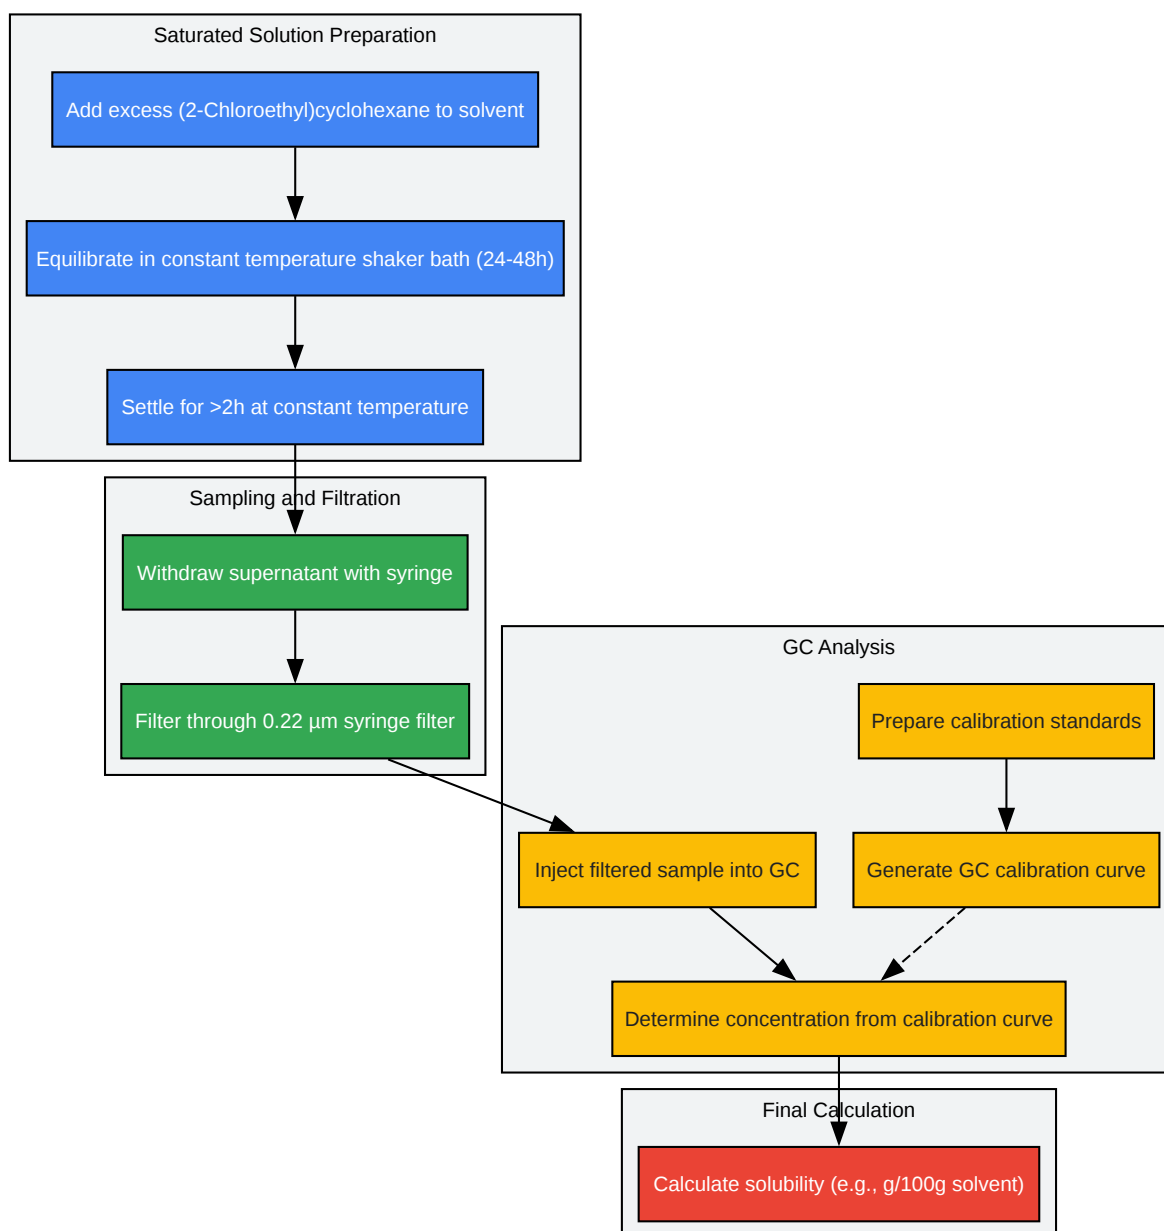 Saturated Solution Preparation
Add excess (2-Chloroethyl)cyclohexane to solvent
Equilibrate in constant temperature shaker bath (24-48h)
Settle for >2h at constant temperature
Sampling and Filtration
Withdraw supernatant with syringe
Filter through 0.22 µm syringe filter
GC Analysis
Prepare calibration standards
Inject filtered sample into GC
Generate GC calibration curve
Determine concentration from calibration curve
Final Calculation
Calculate solubility (e.g., g/100g solvent)